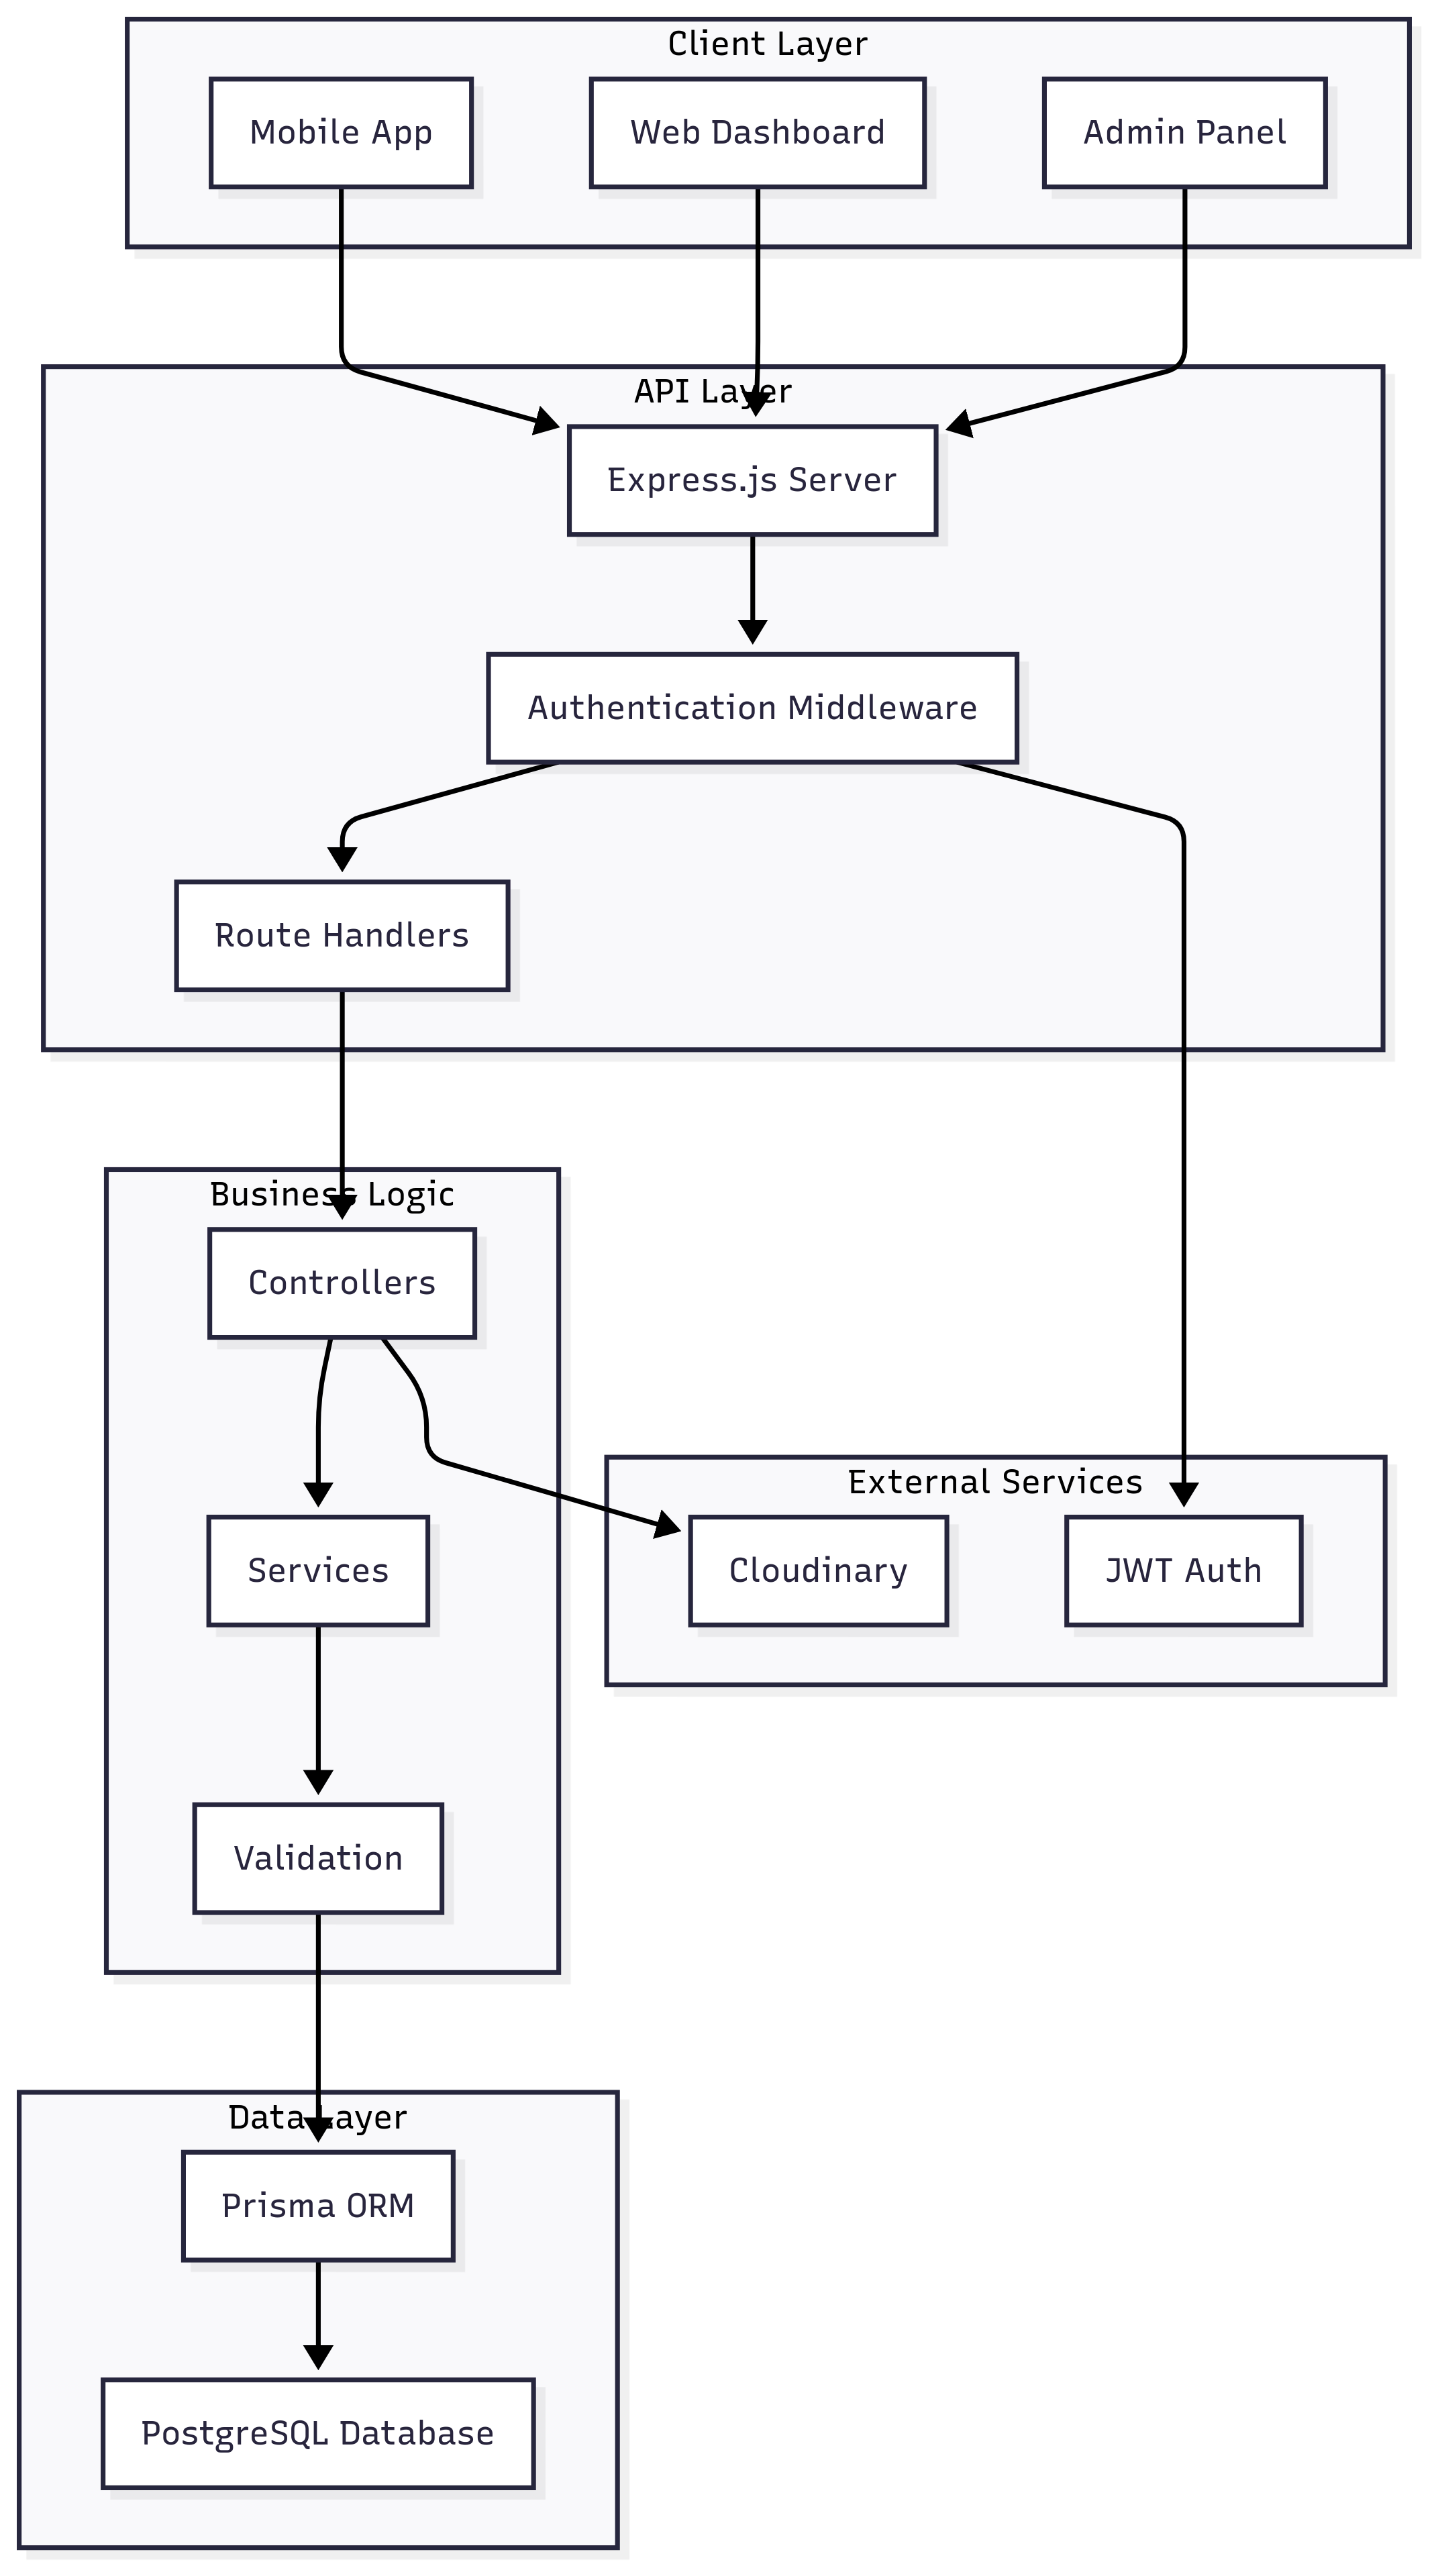 Client Layer
Mobile App
Web Dashboard
Admin Panel
API Layer
Express.js Server
Authentication Middleware
Route Handlers
Business Logic
Controllers
External Services
Services
Cloudinary
JWT Auth
Validation
Data Layer
Prisma ORM
PostgreSQL Database